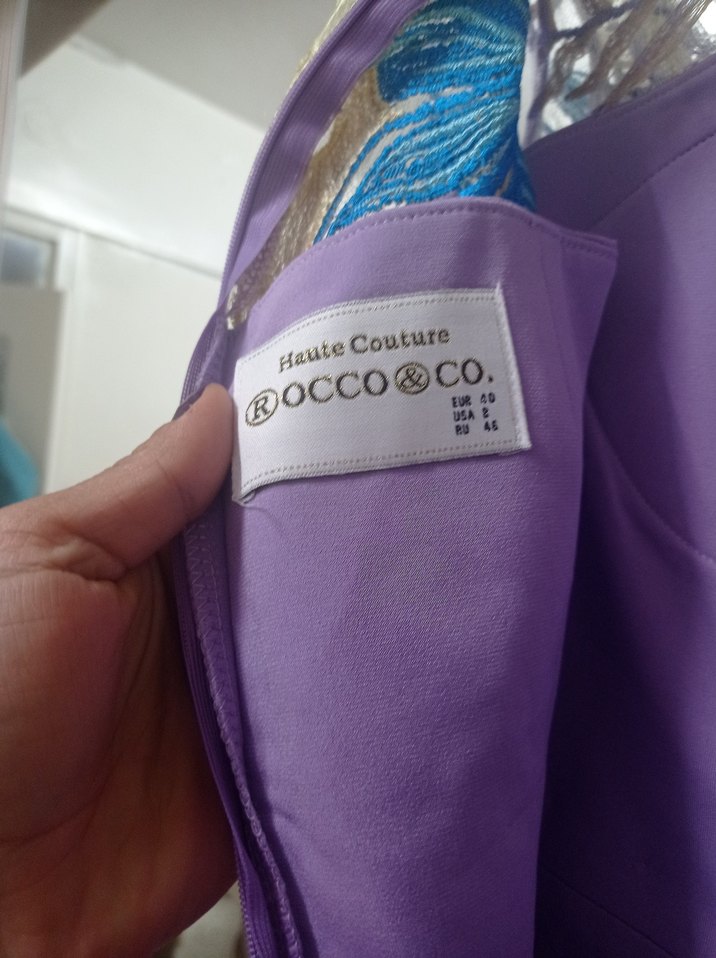 Haute Couture
ROCCO & CO.
EUR 40
USA 8
RU 46